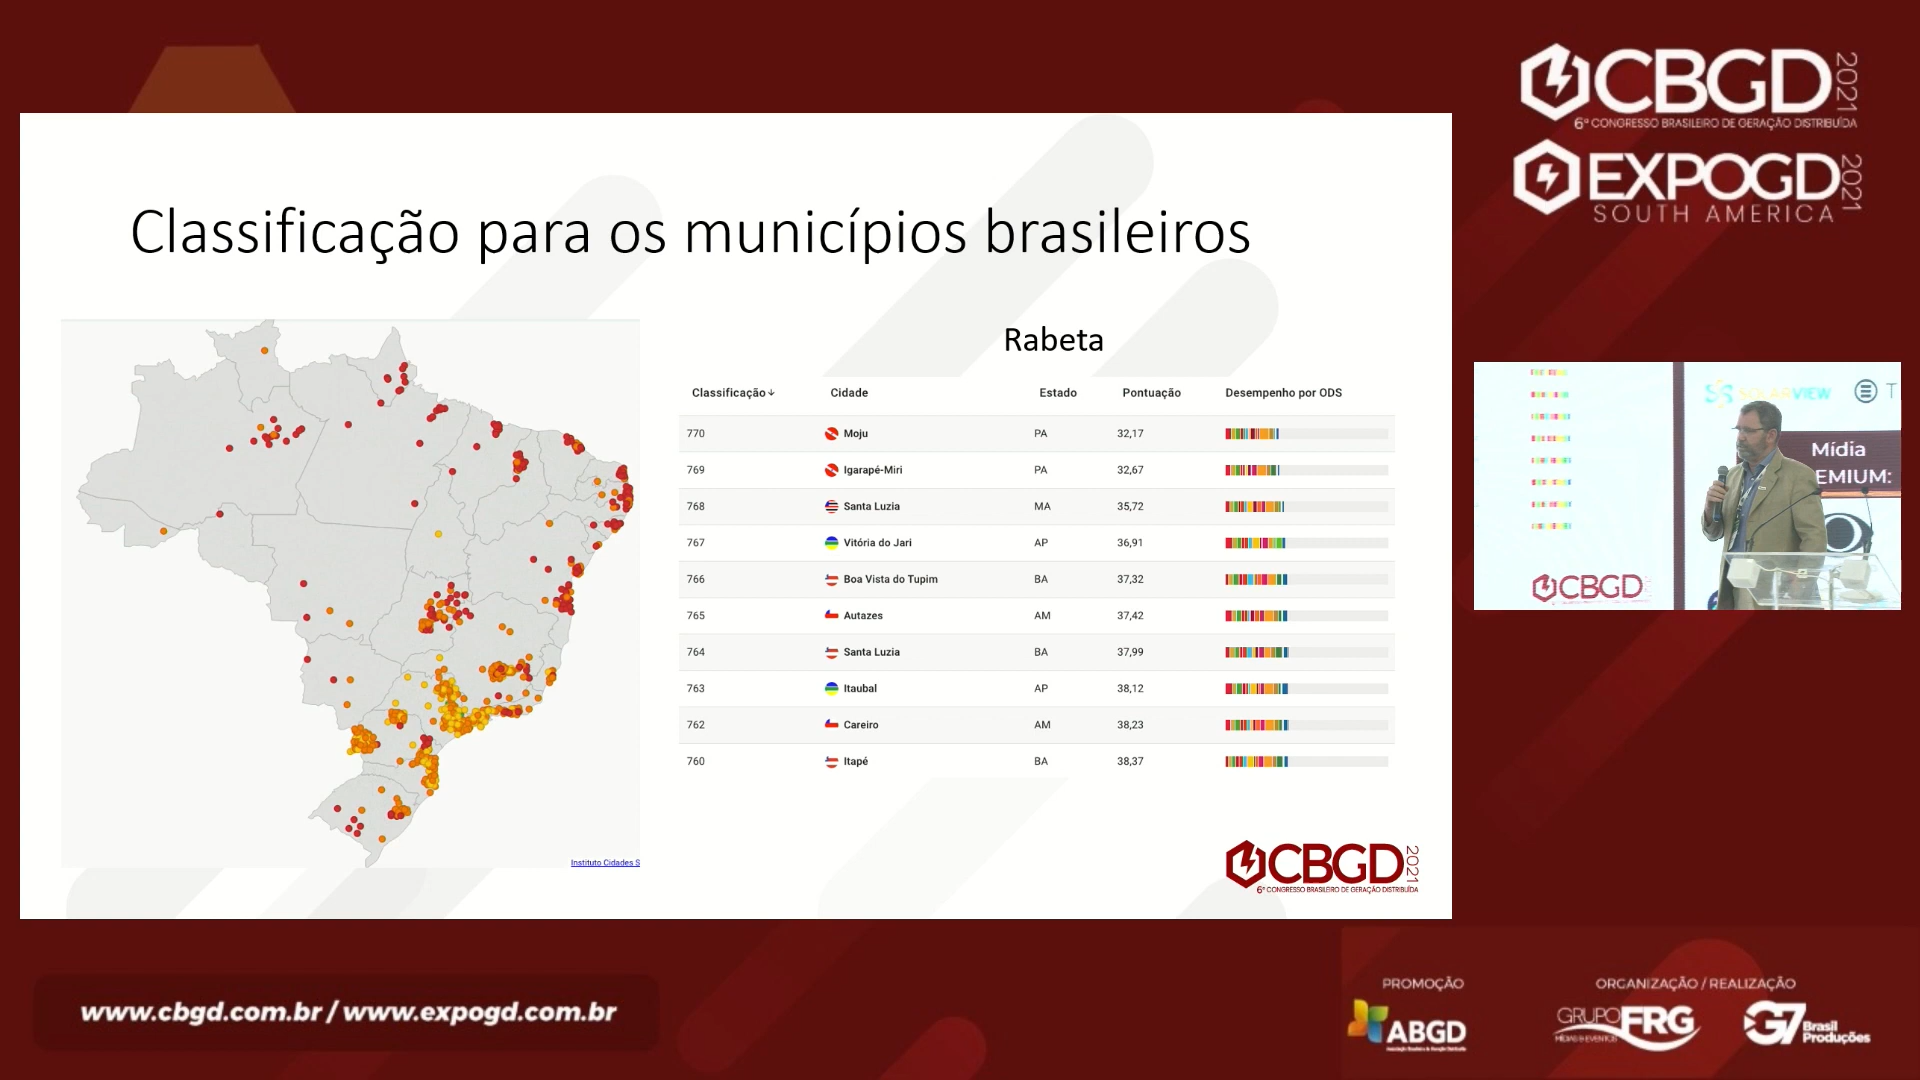 CBGD 2021
6º CONGRESSO BRASILEIRO DE GERAÇÃO DISTRIBUÍDA
EXPOGD 2021
SOUTH AMERICA
Classificação para os municípios brasileiros
Rabeta
Classificação↓ Cidade Estado Pontuação Desempenho por ODS
770 Moju PA 32,17
769 Igarapé-Miri PA 32,67
768 Santa Luzia MA 35,72
767 Vitória do Jari AP 36,91
766 Boa Vista do Tupim BA 37,32
765 Autazes AM 37,42
764 Santa Luzia BA 37,99
763 Itaubal AP 38,12
762 Careiro AM 38,23
760 Itapé BA 38,37
Instituto Cidades S
CBGD 2021
6º CONGRESSO BRASILEIRO DE GERAÇÃO DISTRIBUÍDA
SOLARVIEW T
Mídia
EMIUM:
CBGD
www.cbgd.com.br / www.expogd.com.br
PROMOÇÃO
ABGD
ORGANIZAÇÃO / REALIZAÇÃO
GRUPO FRG
MÍDIAS & EVENTOS
G7 Brasil Produções